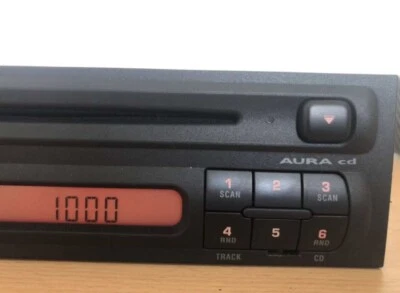 AURA cd
1 2 3
SCAN SCAN
1000
4 5 6
RND RND
TRACK CD